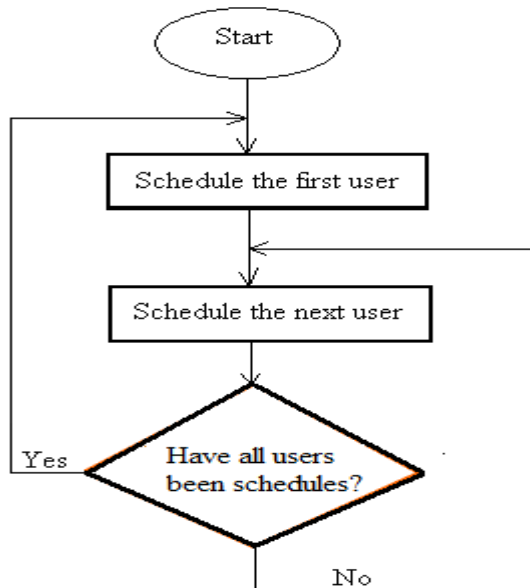 Start
Schedule the first user
Schedule the next user
Have all users
been schedules?
Yes
No